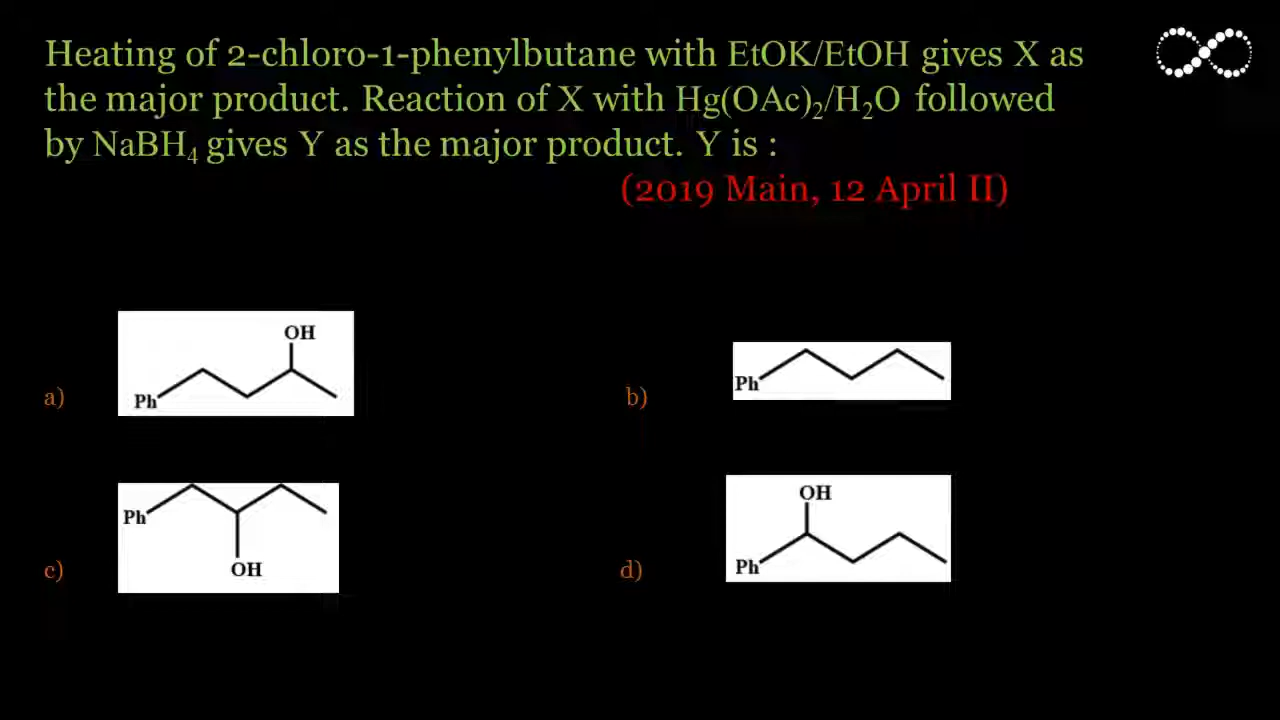 Heating of 2-chloro-1-phenylbutane with EtOK/EtOH gives X as
the major product. Reaction of X with Hg(OAc)₂/H₂O followed
by NaBH₄ gives Y as the major product. Y is :
(2019 Main, 12 April II)
a)
OH
Ph
b)
Ph
c)
Ph
OH
d)
OH
Ph